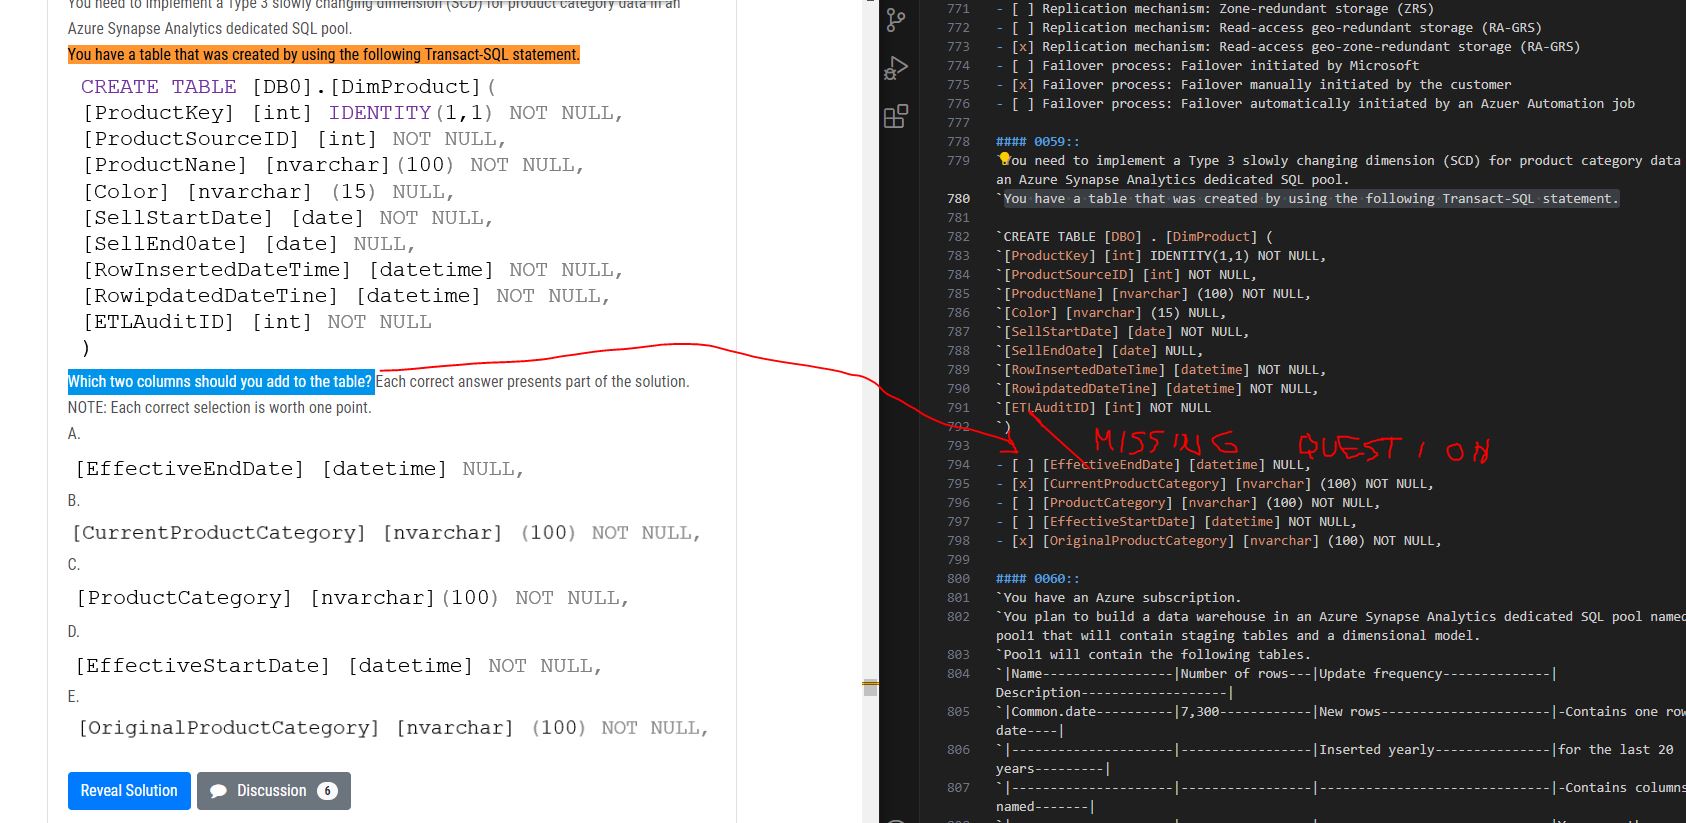 You need to implement a Type 3 slowly changing dimension (SCD) for product category data in an
Azure Synapse Analytics dedicated SQL pool.
You have a table that was created by using the following Transact-SQL statement.
CREATE TABLE [DB0].[DimProduct](
[ProductKey] [int] IDENTITY(1,1) NOT NULL,
[ProductSourceID] [int] NOT NULL,
[ProductNane] [nvarchar](100) NOT NULL,
[Color] [nvarchar] (15) NULL,
[SellStartDate] [date] NOT NULL,
[SellEnd0ate] [date] NULL,
[RowInsertedDateTime] [datetime] NOT NULL,
[RowipdatedDateTine] [datetime] NOT NULL,
[ETLAuditID] [int] NOT NULL
)
Which two columns should you add to the table? Each correct answer presents part of the solution.
NOTE: Each correct selection is worth one point.
A.
[EffectiveEndDate] [datetime] NULL,
B.
[CurrentProductCategory] [nvarchar] (100) NOT NULL,
C.
[ProductCategory] [nvarchar](100) NOT NULL,
D.
[EffectiveStartDate] [datetime] NOT NULL,
E.
[OriginalProductCategory] [nvarchar] (100) NOT NULL,
Reveal Solution
Discussion 6
771 - [ ] Replication mechanism: Zone-redundant storage (ZRS)
772 - [ ] Replication mechanism: Read-access geo-redundant storage (RA-GRS)
773 - [x] Replication mechanism: Read-access geo-zone-redundant storage (RA-GRS)
774 - [ ] Failover process: Failover initiated by Microsoft
775 - [x] Failover process: Failover manually initiated by the customer
776 - [ ] Failover process: Failover automatically initiated by an Azuer Automation job
777
778 #### 0059::
779 `You need to implement a Type 3 slowly changing dimension (SCD) for product category data
an Azure Synapse Analytics dedicated SQL pool.
780 `You have a table that was created by using the following Transact-SQL statement.
781
782 `CREATE TABLE [DBO] . [DimProduct] (
783 `[ProductKey] [int] IDENTITY(1,1) NOT NULL,
784 `[ProductSourceID] [int] NOT NULL,
785 `[ProductNane] [nvarchar] (100) NOT NULL,
786 `[Color] [nvarchar] (15) NULL,
787 `[SellStartDate] [date] NOT NULL,
788 `[SellEndOate] [date] NULL,
789 `[RowInsertedDateTime] [datetime] NOT NULL,
790 `[RowipdatedDateTine] [datetime] NOT NULL,
791 `[ETLAuditID] [int] NOT NULL
792 `)
793
MISSING QUESTION
794 - [ ] [EffectiveEndDate] [datetime] NULL,
795 - [x] [CurrentProductCategory] [nvarchar] (100) NOT NULL,
796 - [ ] [ProductCategory] [nvarchar] (100) NOT NULL,
797 - [ ] [EffectiveStartDate] [datetime] NOT NULL,
798 - [x] [OriginalProductCategory] [nvarchar] (100) NOT NULL,
799
800 #### 0060::
801 `You have an Azure subscription.
802 `You plan to build a data warehouse in an Azure Synapse Analytics dedicated SQL pool named
pool1 that will contain staging tables and a dimensional model.
803 `Pool1 will contain the following tables.
804 `|Name-----------------|Number of rows---|Update frequency--------------|
Description-------------------|
805 `|Common.date----------|7,300------------|New rows----------------------|-Contains one row
date----|
806 `|---------------------|-----------------|Inserted yearly---------------|for the last 20
years---------|
807 `|---------------------|-----------------|------------------------------|-Contains columns
named-------|